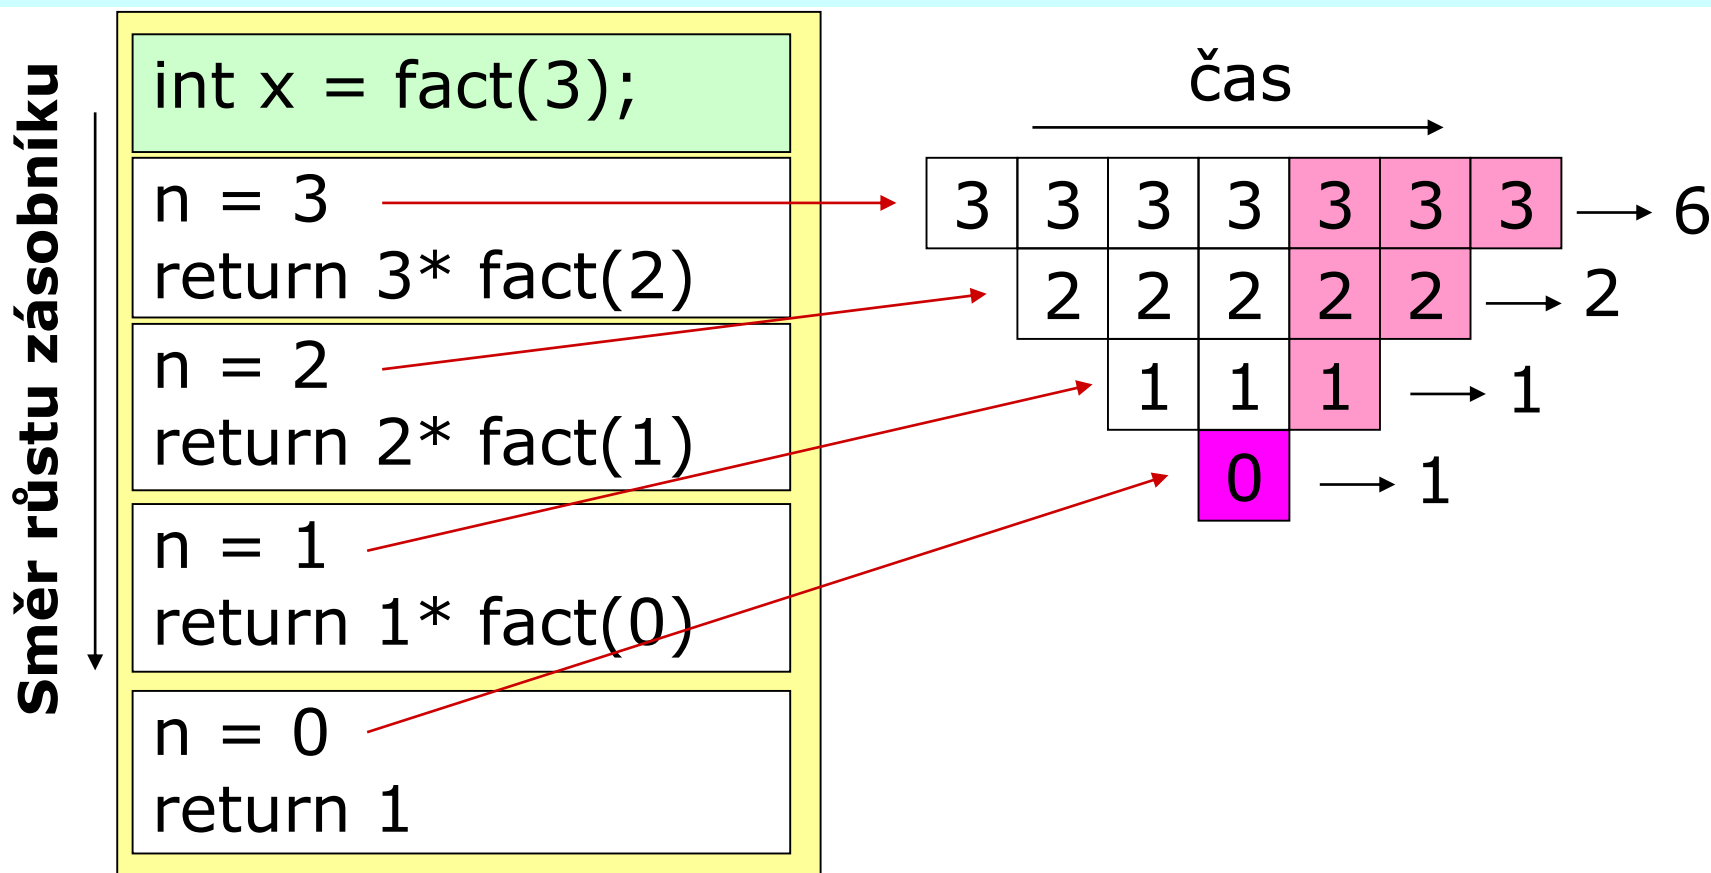 Směr růstu zásobníku
int x = fact(3);
n = 3
return 3* fact(2)
n = 2
return 2* fact(1)
n = 1
return 1* fact(0)
n = 0
return 1
čas
3 3 3 3 3 3 3 6
2 2 2 2 2 2
1 1 1 1
0 1